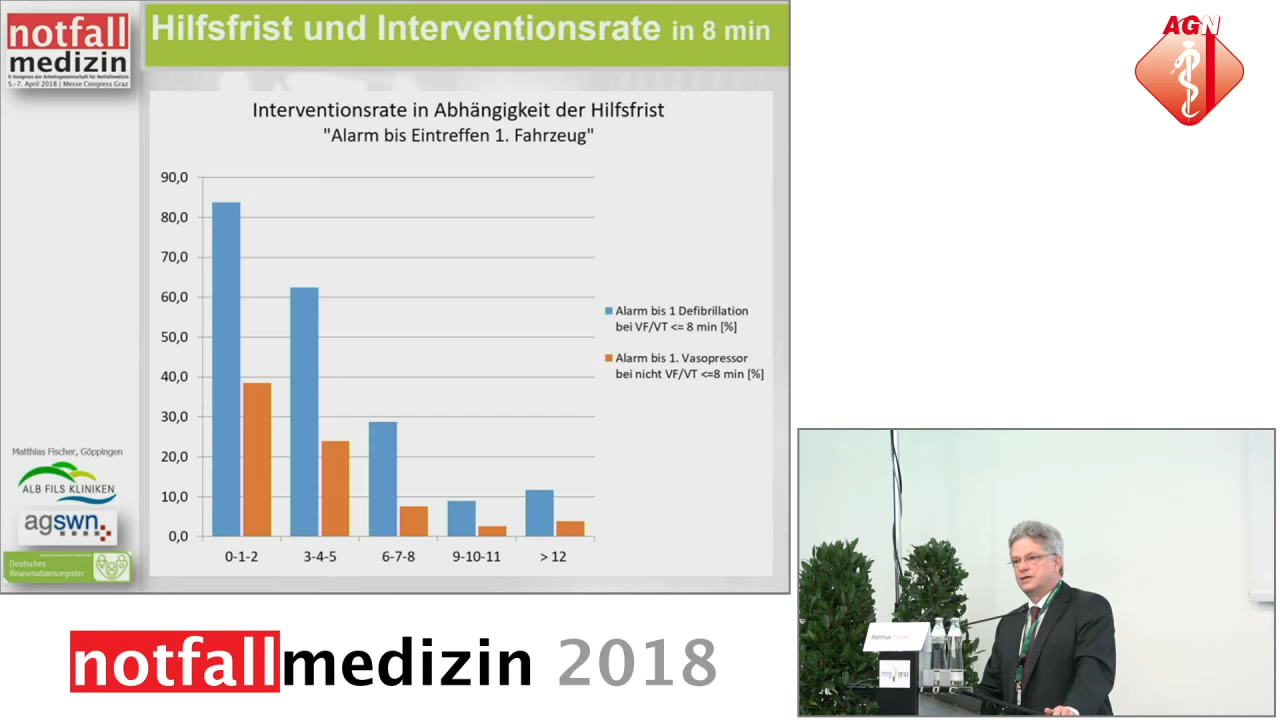 notfall
medizin
5.-7. April 2018 | Messe Congress Graz
Hilfsfrist und Interventionsrate in 8 min
AGN
Interventionsrate in Abhängigkeit der Hilfsfrist
"Alarm bis Eintreffen 1. Fahrzeug"
90,0
80,0
70,0
60,0
50,0
40,0
30,0
20,0
10,0
0,0
0-1-2
3-4-5
6-7-8
9-10-11
> 12
Alarm bis 1 Defibrillation
bei VF/VT <= 8 min [%]
Alarm bis 1. Vasopressor
bei nicht VF/VT <=8 min [%]
Matthias Fischer, Göppingen
ALB FILS KLINIKEN
agswn
Deutsches
Reanimationsregister
notfallmedizin 2018
Matthias Fischer
mcg graz